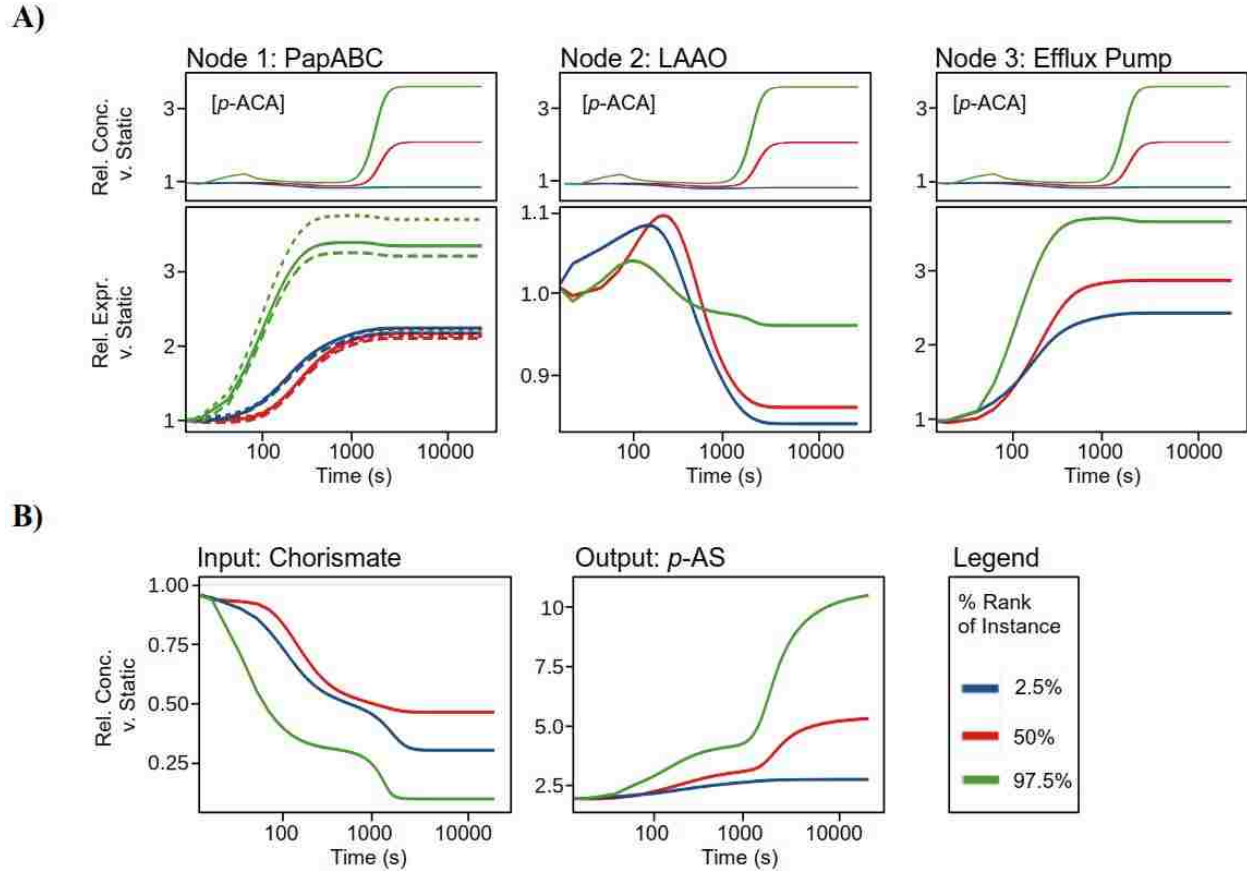 A)
Node 1: PapABC
Node 2: LAAO
Node 3: Efflux Pump
Rel. Conc.
v. Static
3
1
[p-ACA]
3
1
[p-ACA]
3
1
[p-ACA]
Rel. Expr.
v. Static
3
2
1
1.1
1.0
0.9
3
2
1
100
1000
10000
100
1000
10000
100
1000
10000
Time (s)
Time (s)
Time (s)
B)
Input: Chorismate
Output: p-AS
Legend
Rel. Conc.
v. Static
1.00
0.75
0.50
0.25
10
7.5
5.0
2.5
% Rank
of Instance
2.5%
50%
97.5%
100
1000
10000
100
1000
10000
Time (s)
Time (s)